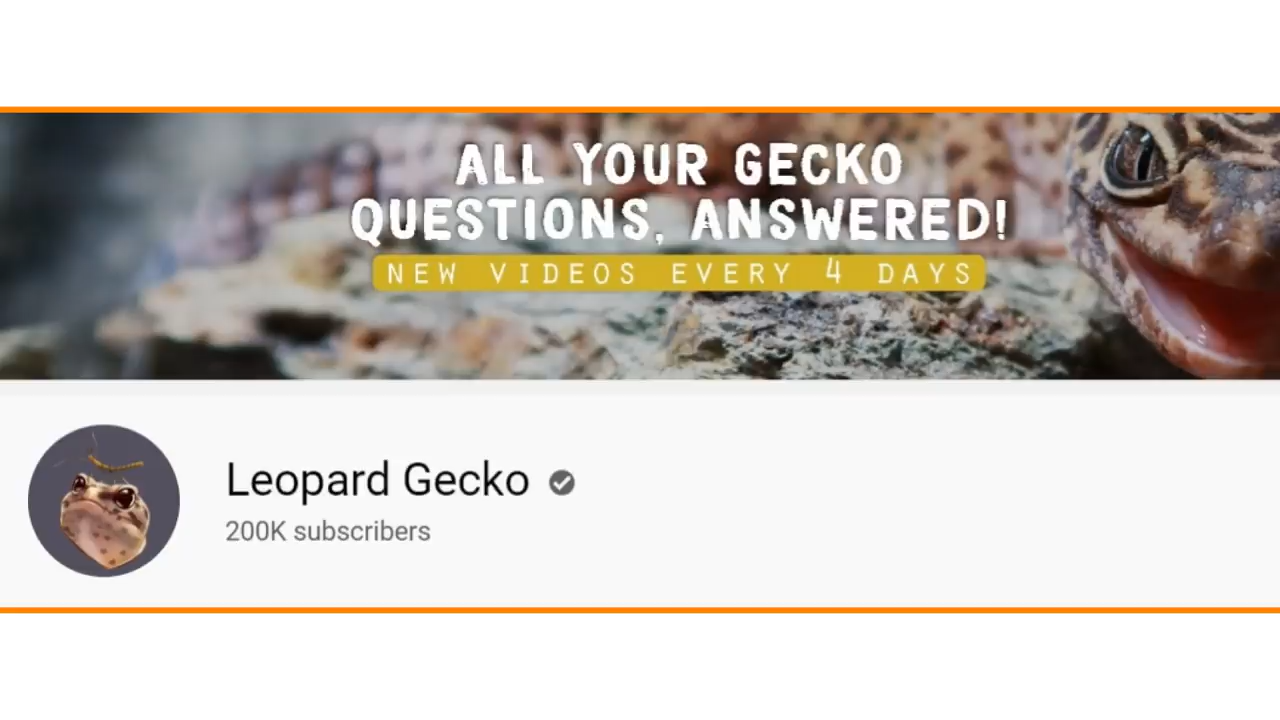 ALL YOUR GECKO
QUESTIONS, ANSWERED!
NEW VIDEOS EVERY 4 DAYS
Leopard Gecko
200K subscribers